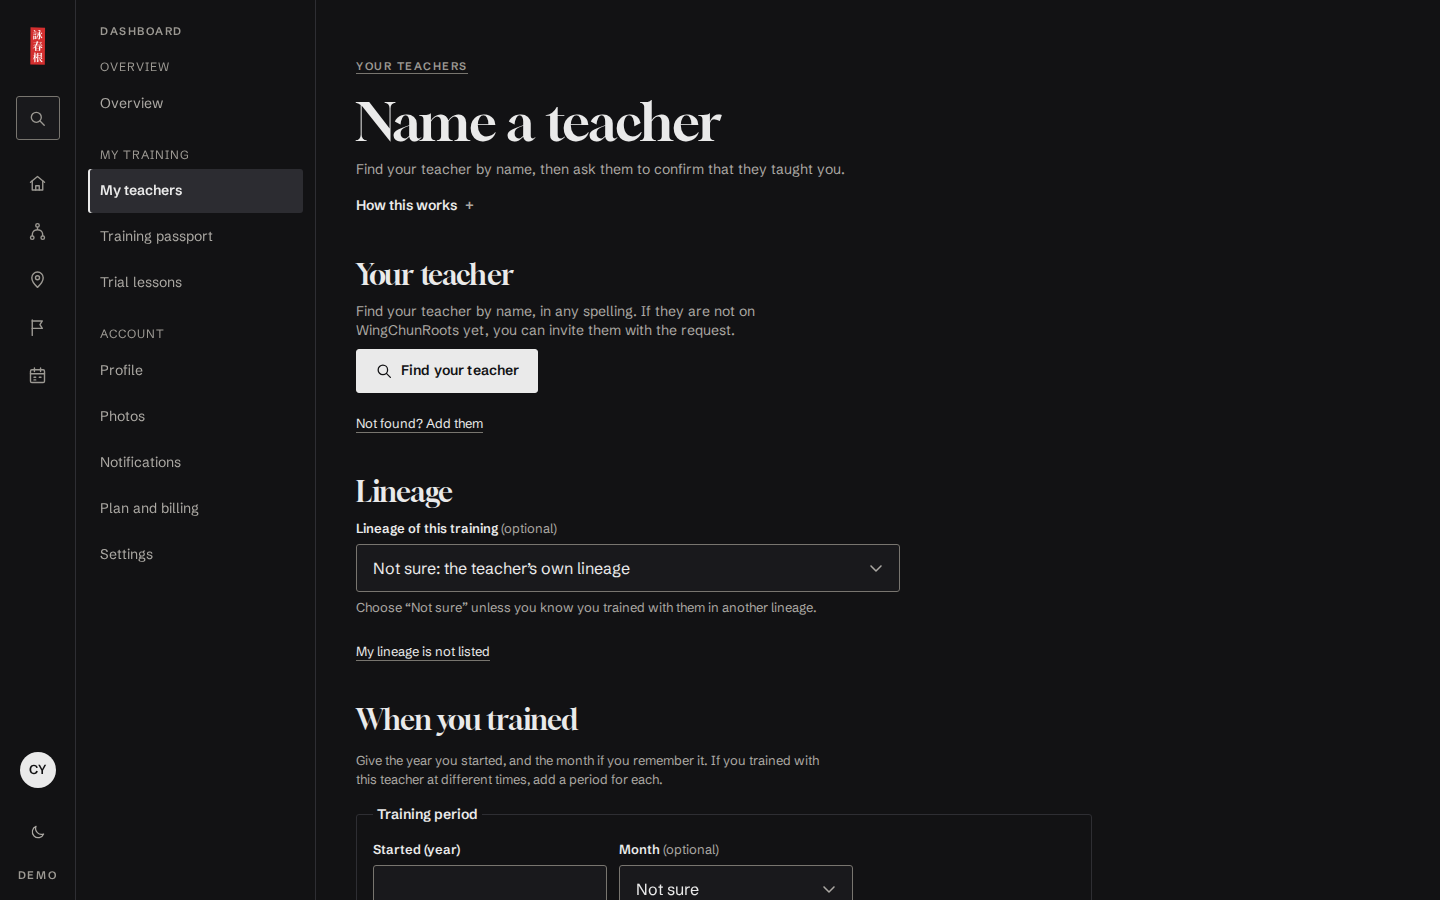 詠春根
DASHBOARD
OVERVIEW
Overview
MY TRAINING
My teachers
Training passport
Trial lessons
ACCOUNT
Profile
Photos
Notifications
Plan and billing
Settings
CY
DEMO
YOUR TEACHERS
Name a teacher
Find your teacher by name, then ask them to confirm that they taught you.
How this works +
Your teacher
Find your teacher by name, in any spelling. If they are not on
WingChunRoots yet, you can invite them with the request.
Find your teacher
Not found? Add them
Lineage
Lineage of this training (optional)
Not sure: the teacher’s own lineage
Choose “Not sure” unless you know you trained with them in another lineage.
My lineage is not listed
When you trained
Give the year you started, and the month if you remember it. If you trained with
this teacher at different times, add a period for each.
Training period
Started (year)
Month (optional)
Not sure